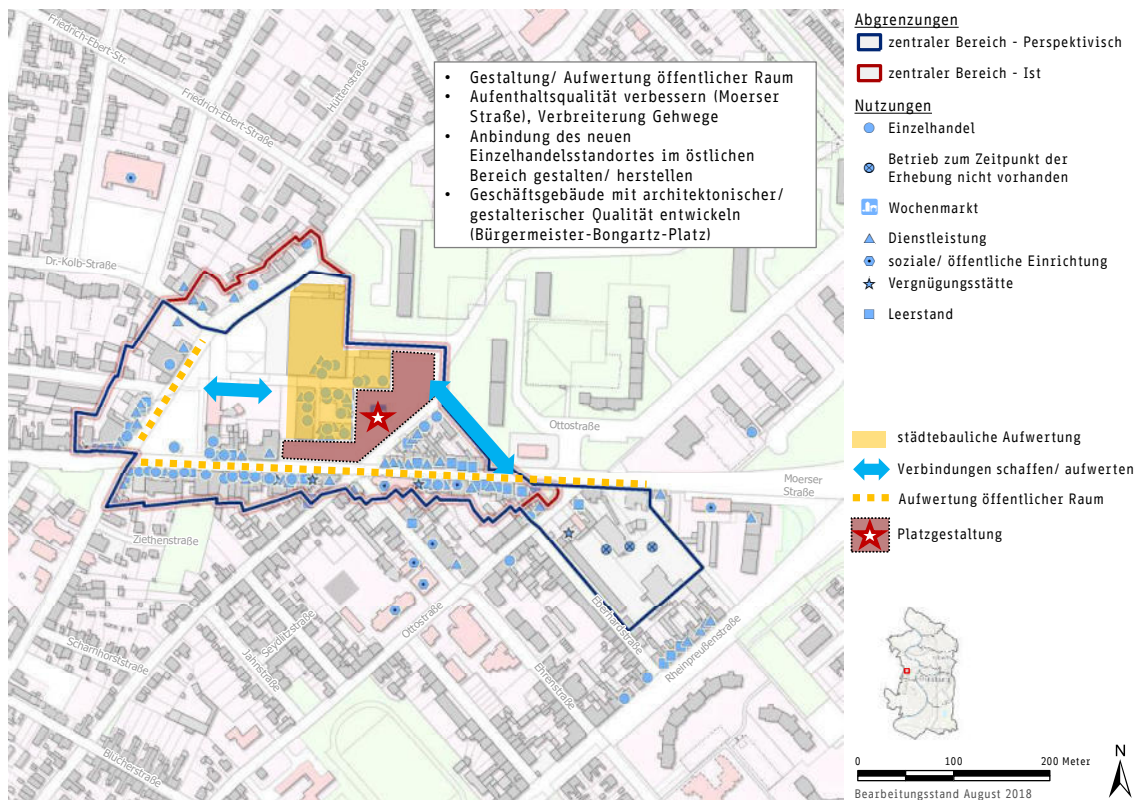 Friedrich-Ebert-Str.
Hüttenstraße
Friedrich-Ebert-Straße
• Gestaltung/ Aufwertung öffentlicher Raum
• Aufenthaltsqualität verbessern (Moerser
Straße), Verbreiterung Gehwege
• Anbindung des neuen
Einzelhandelsstandortes im östlichen
Bereich gestalten/ herstellen
• Geschäftsgebäude mit architektonischer/
gestalterischer Qualität entwickeln
(Bürgermeister-Bongartz-Platz)
Dr.-Kolb-Straße
Ottostraße
Moerser
Straße
Ziethenstraße
Scharnhorststraße
Jahnstraße
Seydlitzstraße
Ottostraße
Ehrenstraße
Eberhardstraße
Rheinpreußenstraße
Blücherstraße
Abgrenzungen
zentraler Bereich - Perspektivisch
zentraler Bereich - Ist
Nutzungen
Einzelhandel
Betrieb zum Zeitpunkt der
Erhebung nicht vorhanden
Wochenmarkt
Dienstleistung
soziale/ öffentliche Einrichtung
Vergnügungsstätte
Leerstand
städtebauliche Aufwertung
Verbindungen schaffen/ aufwerten
Aufwertung öffentlicher Raum
Platzgestaltung
0 100 200 Meter
N
Bearbeitungsstand August 2018